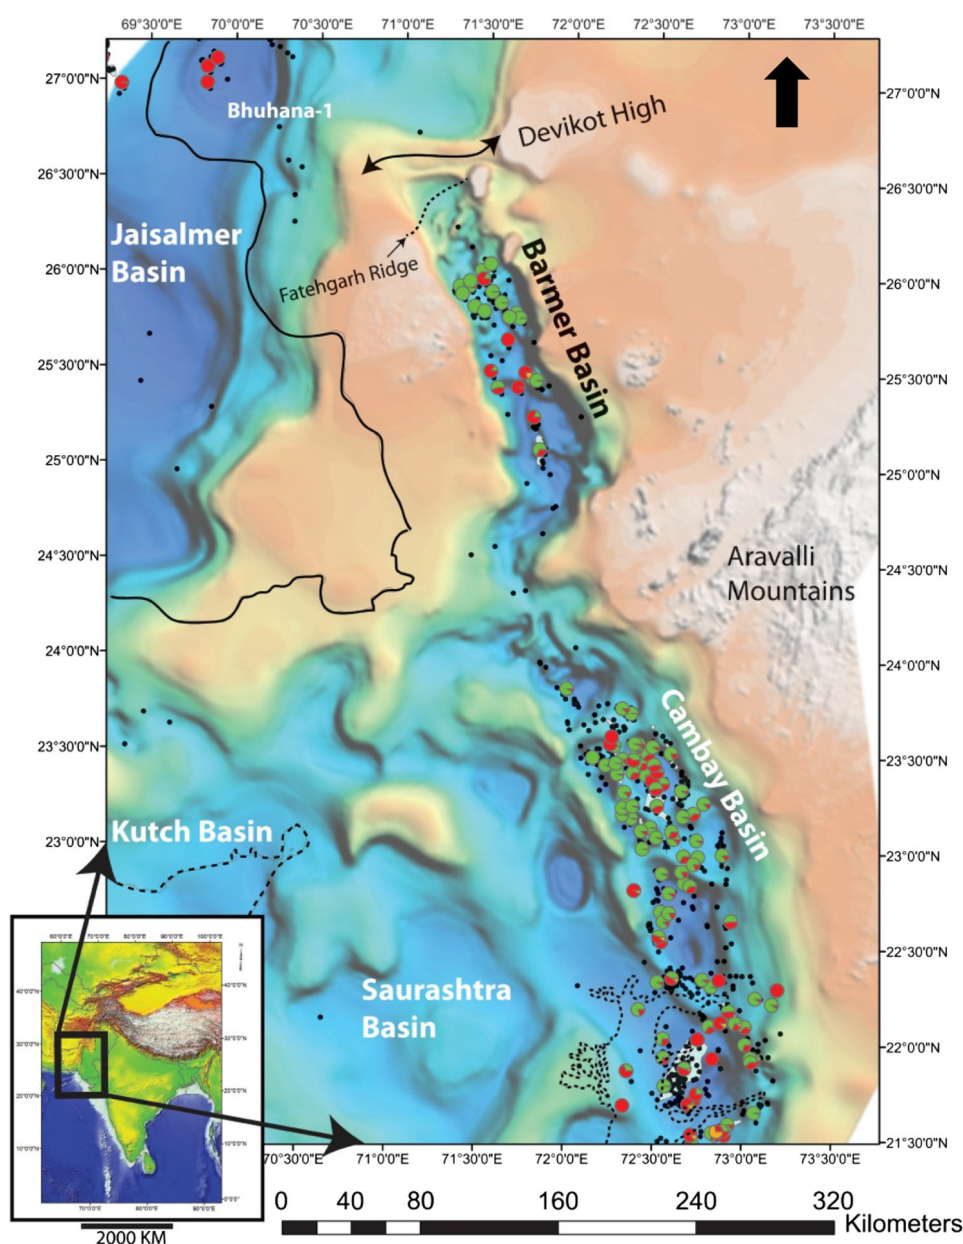 69°30'0"E 70°0'0"E 70°30'0"E 71°0'0"E 71°30'0"E 72°0'0"E 72°30'0"E 73°0'0"E 73°30'0"E
27°0'0"N
27°0'0"N
Bhuhana-1
Devikot High
26°30'0"N
26°30'0"N
Jaisalmer
Basin
Fatehgarh Ridge
Barmer Basin
26°0'0"N
26°0'0"N
25°30'0"N
25°30'0"N
25°0'0"N
25°0'0"N
24°30'0"N
24°30'0"N
Aravalli
Mountains
24°0'0"N
24°0'0"N
Cambay Basin
23°30'0"N
23°30'0"N
Kutch Basin
23°0'0"N
23°0'0"N
22°30'0"N
22°30'0"N
Saurashtra
Basin
22°0'0"N
22°0'0"N
21°30'0"N
70°30'0"E 71°0'0"E 71°30'0"E 72°0'0"E 72°30'0"E 73°0'0"E 73°30'0"E
0 40 80 160 240 320
Kilometers
2000 KM